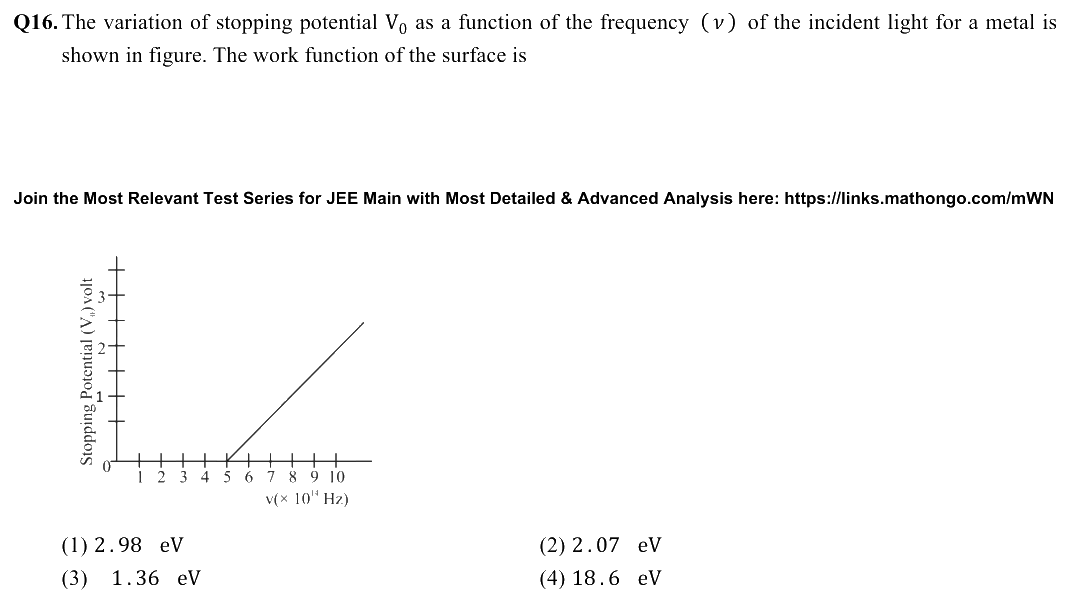 Q16. The variation of stopping potential V₀ as a function of the frequency (ν) of the incident light for a metal is
shown in figure. The work function of the surface is
Join the Most Relevant Test Series for JEE Main with Most Detailed & Advanced Analysis here: https://links.mathongo.com/mWN
Stopping Potential (V₀) volt
3
2
1
0
1 2 3 4 5 6 7 8 9 10
ν(× 10¹⁴ Hz)
(1) 2.98 eV (2) 2.07 eV
(3) 1.36 eV (4) 18.6 eV